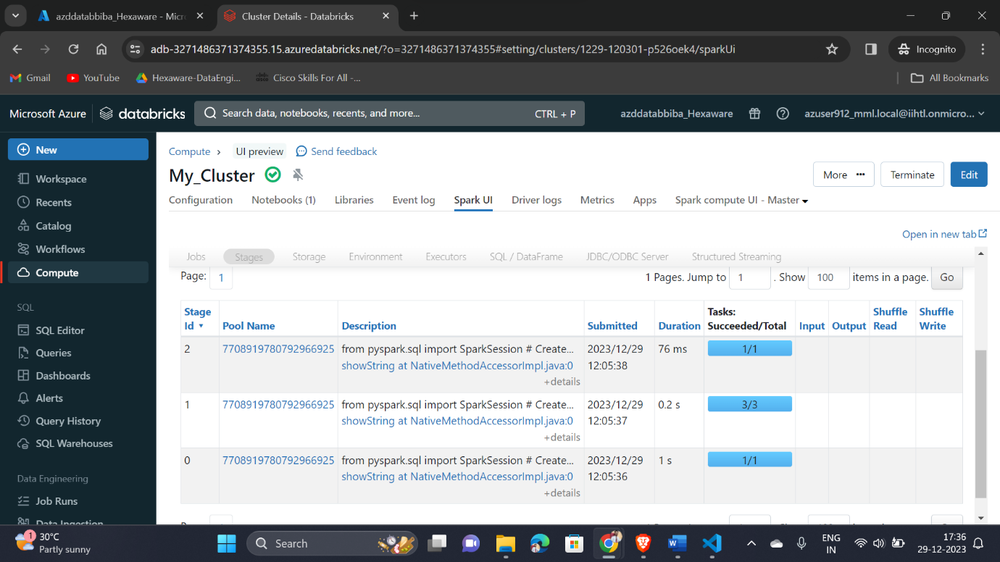 azddatabbiba_Hexaware - Micr
Cluster Details - Databricks
adb-3271486371374355.15.azuredatabricks.net/?o=3271486371374355#setting/clusters/1229-120301-p526oek4/sparkUi
Incognito
Gmail
YouTube
Hexaware-DataEngi...
Cisco Skills For All -...
All Bookmarks
Microsoft Azure
databricks
Search data, notebooks, recents, and more...
CTRL + P
azddatabbiba_Hexaware
azuser912_mml.local@iihtl.onmicro...
New
Workspace
Recents
Catalog
Workflows
Compute
SQL
SQL Editor
Queries
Dashboards
Alerts
Query History
SQL Warehouses
Data Engineering
Job Runs
Data Ingestion
Compute
UI preview
Send feedback
My_Cluster
More
Terminate
Edit
Configuration
Notebooks (1)
Libraries
Event log
Spark UI
Driver logs
Metrics
Apps
Spark compute UI - Master
Open in new tab
Jobs
Stages
Storage
Environment
Executors
SQL / DataFrame
JDBC/ODBC Server
Structured Streaming
Page: 1
1 Pages. Jump to 1 . Show 100 items in a page. Go
Stage Id
Pool Name
Description
Submitted
Duration
Tasks: Succeeded/Total
Input
Output
Shuffle Read
Shuffle Write
2
7708919780792966925
from pyspark.sql import SparkSession # Create...
showString at NativeMethodAccessorImpl.java:0
+details
2023/12/29
12:05:38
76 ms
1/1
1
7708919780792966925
from pyspark.sql import SparkSession # Create...
showString at NativeMethodAccessorImpl.java:0
+details
2023/12/29
12:05:37
0.2 s
3/3
0
7708919780792966925
from pyspark.sql import SparkSession # Create...
showString at NativeMethodAccessorImpl.java:0
+details
2023/12/29
12:05:36
1 s
1/1
1
30°C
Partly sunny
Search
ENG
IN
17:36
29-12-2023